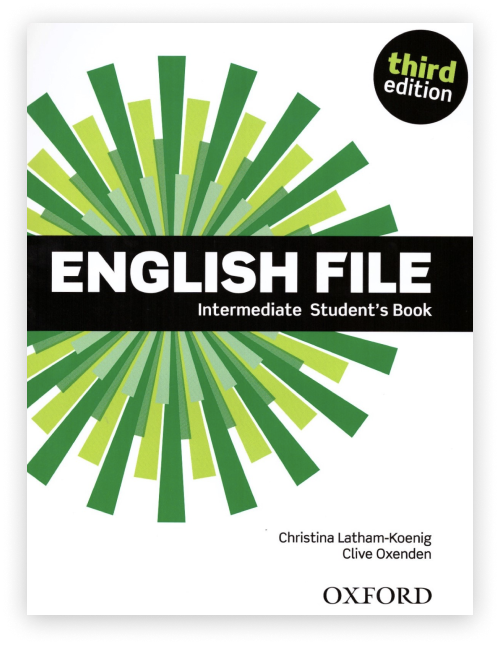 third
edition
ENGLISH FILE
Intermediate Student's Book
Christina Latham-Koenig
Clive Oxenden
OXFORD